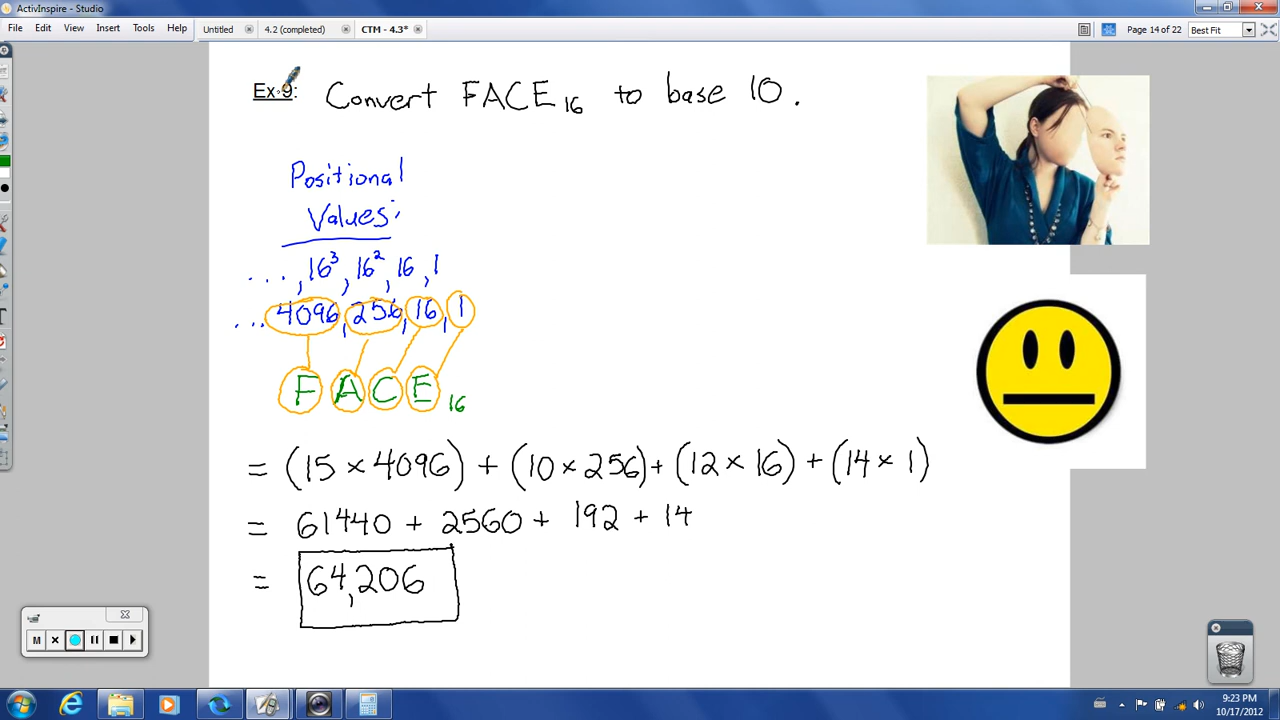 ActivInspire - Studio
File Edit View Insert Tools Help Untitled 4.2 (completed) CTM - 4.3* Page 14 of 22 Best Fit
Ex. 9: Convert FACE₁₆ to base 10.
Positional
Values:
..., 16³, 16², 16, 1
... 4096, 256, 16, 1
F A C E ₁₆
= (15 × 4096) + (10 × 256) + (12 × 16) + (14 × 1)
= 61440 + 2560 + 192 + 14
= 64,206
M
9:23 PM
10/17/2012